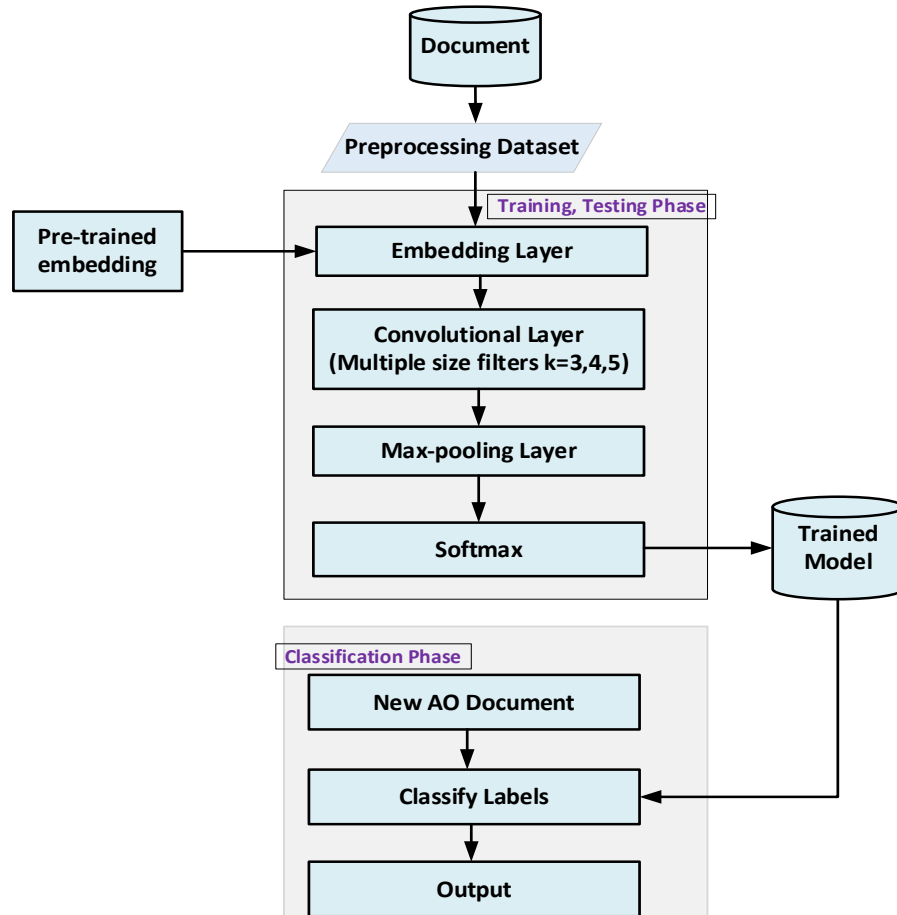 Document
Preprocessing Dataset
Training, Testing Phase
Pre-trained
embedding
Embedding Layer
Convolutional Layer
(Multiple size filters k=3,4,5)
Max-pooling Layer
Softmax
Trained
Model
Classification Phase
New AO Document
Classify Labels
Output